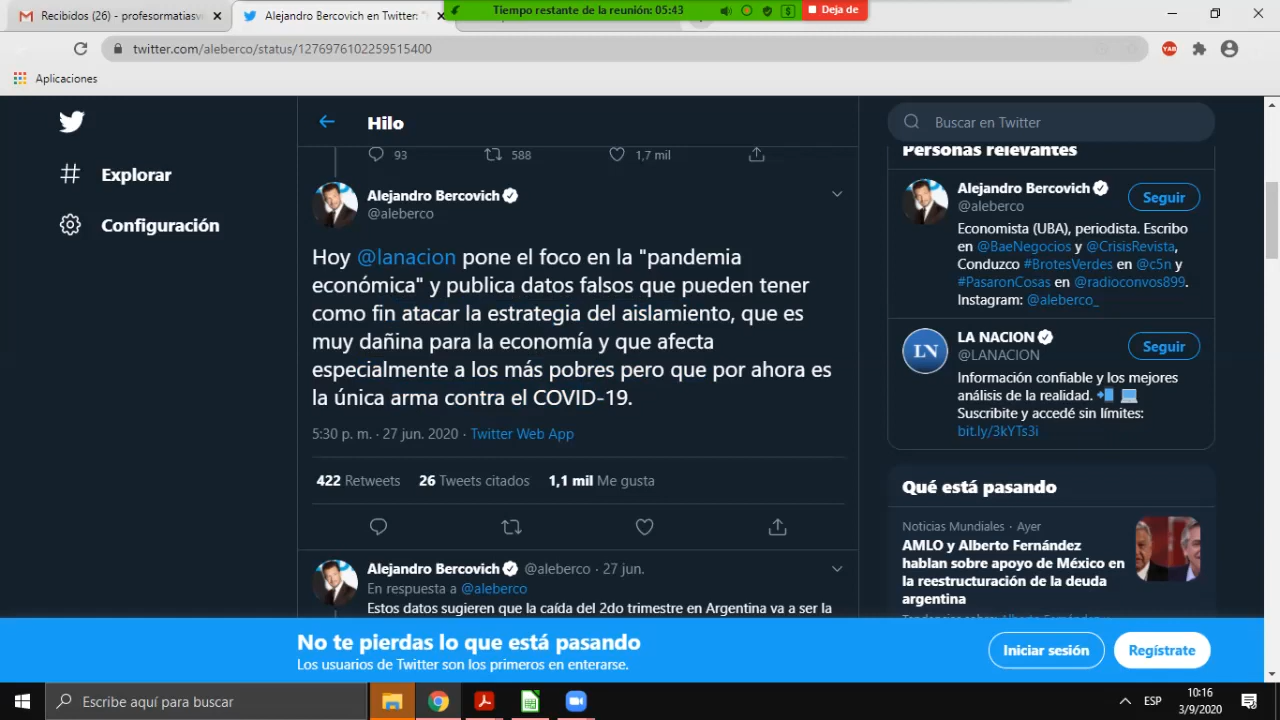 Recibidos (26) - matiasv
Alejandro Bercovich en Twitter: "
Tiempo restante de la reunión: 05:43
Deja de
twitter.com/aleberco/status/1276976102259515400
Aplicaciones
Explorar
Configuración
Hilo
93 588 1,7 mil
Alejandro Bercovich
@aleberco
Hoy @lanacion pone el foco en la "pandemia
económica" y publica datos falsos que pueden tener
como fin atacar la estrategia del aislamiento, que es
muy dañina para la economía y que afecta
especialmente a los más pobres pero que por ahora es
la única arma contra el COVID-19.
5:30 p. m. · 27 jun. 2020 · Twitter Web App
422 Retweets 26 Tweets citados 1,1 mil Me gusta
Alejandro Bercovich @aleberco · 27 jun.
En respuesta a @aleberco
Estos datos sugieren que la caída del 2do trimestre en Argentina va a ser la
Buscar en Twitter
Personas relevantes
Alejandro Bercovich
@aleberco
Seguir
Economista (UBA), periodista. Escribo
en @BaeNegocios y @CrisisRevista,
Conduzco #BrotesVerdes en @c5n y
#PasaronCosas en @radioconvos899.
Instagram: @aleberco_
LN
LA NACION
@LANACION
Seguir
Información confiable y los mejores
análisis de la realidad.
Suscribite y accedé sin límites:
bit.ly/3kYTs3i
Qué está pasando
Noticias Mundiales · Ayer
AMLO y Alberto Fernández
hablan sobre apoyo de México en
la reestructuración de la deuda
argentina
No te pierdas lo que está pasando
Los usuarios de Twitter son los primeros en enterarse.
Iniciar sesión
Regístrate
Escribe aquí para buscar
ESP
10:16
3/9/2020